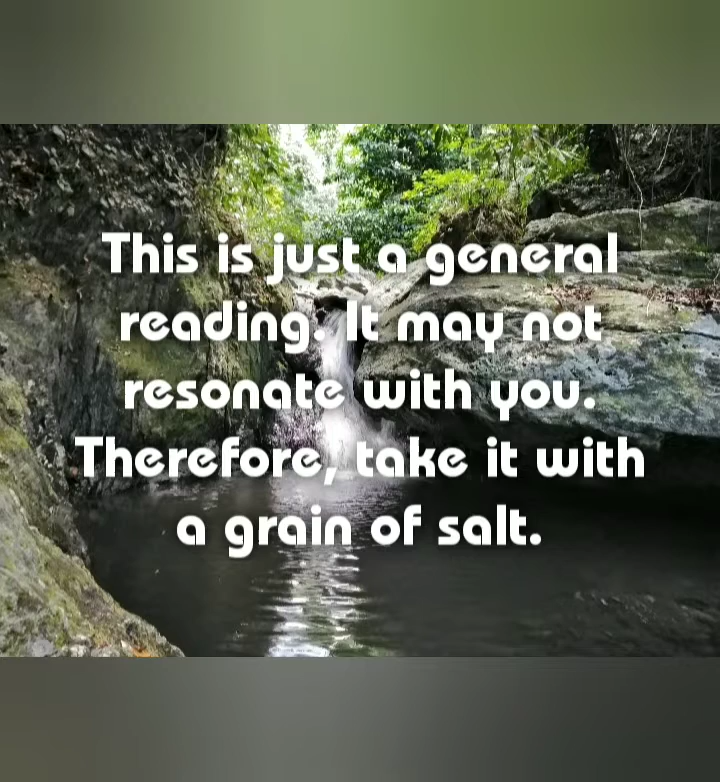 This is just a general
reading. It may not
resonate with you.
Therefore, take it with
a grain of salt.